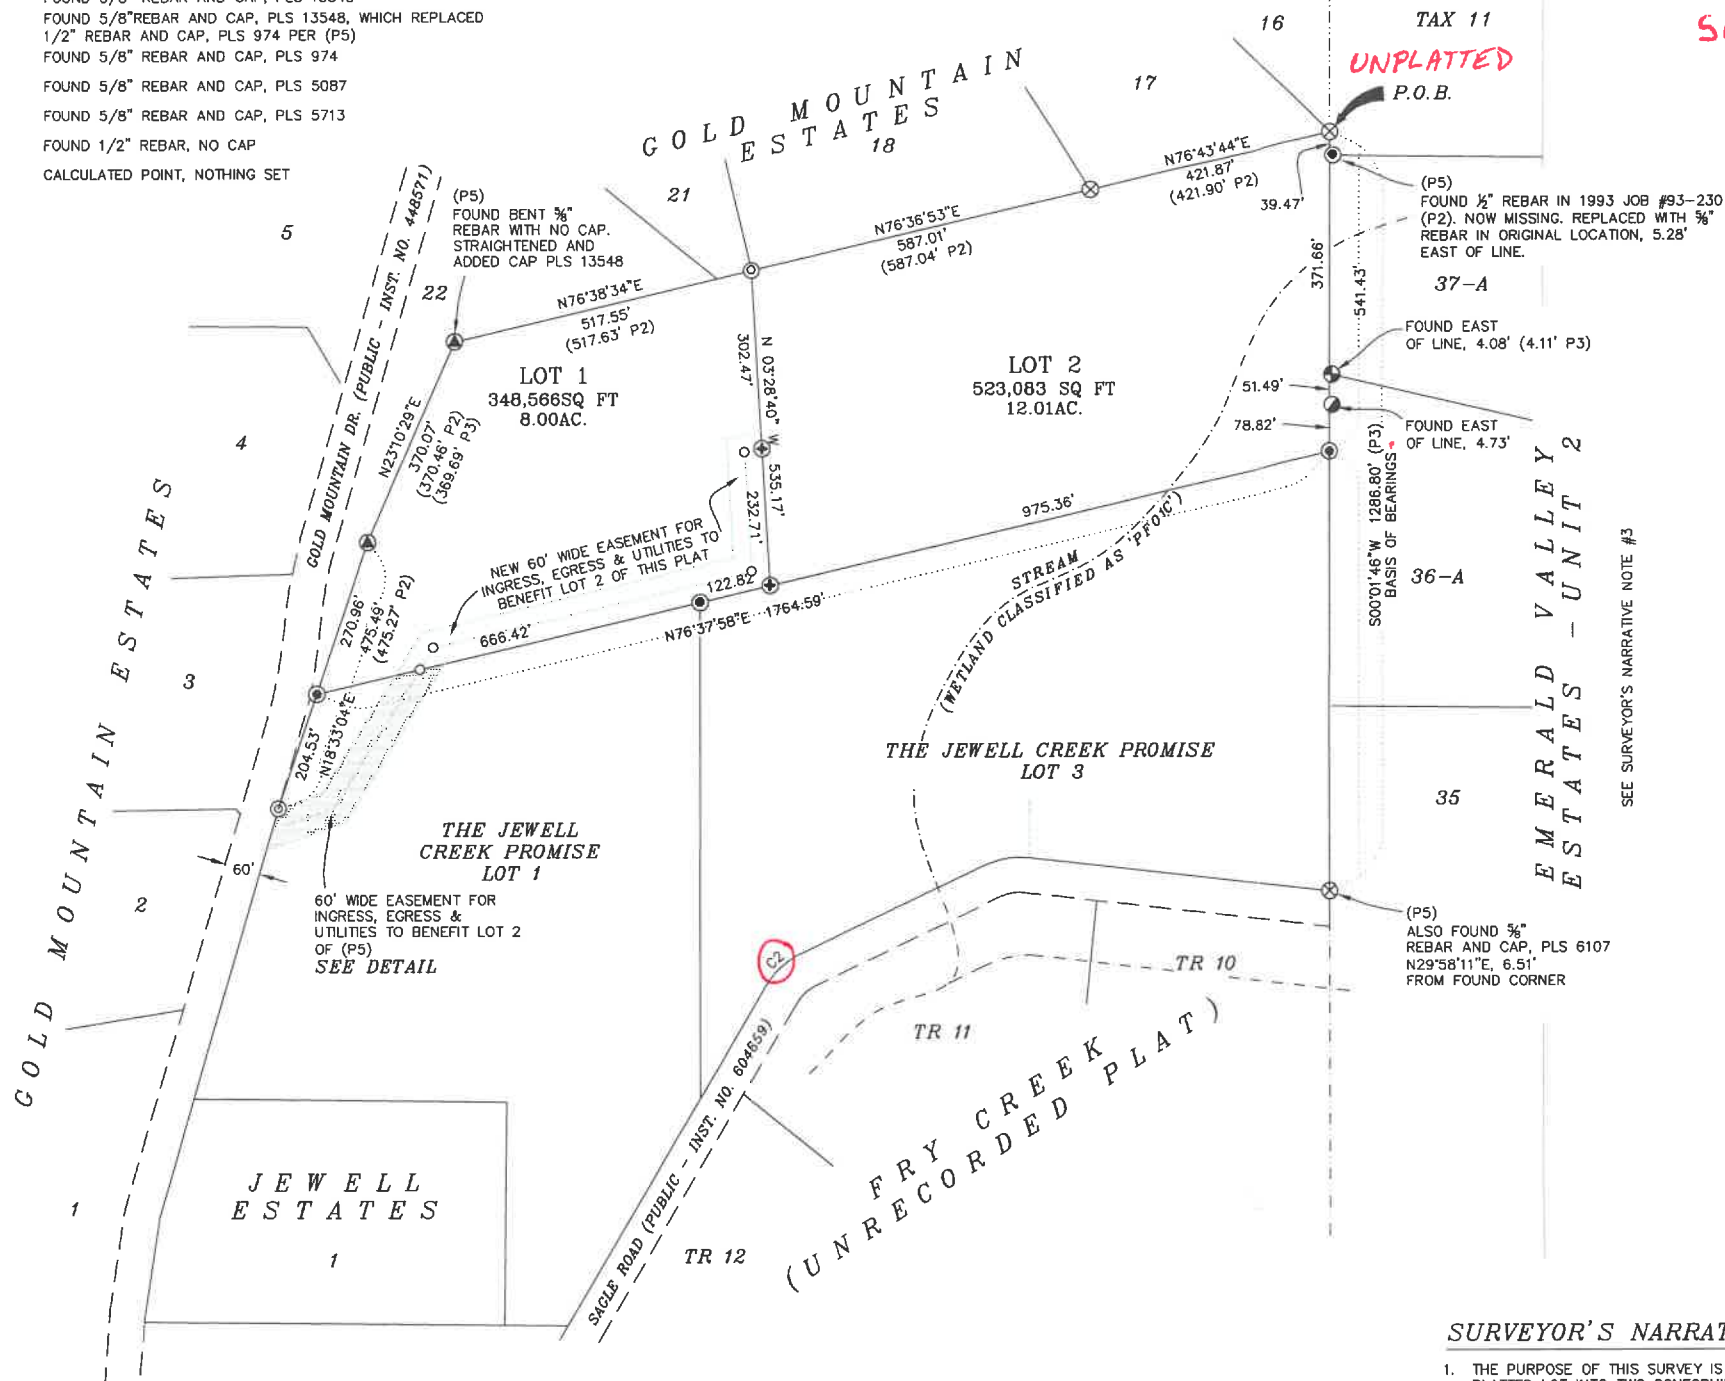 FOUND 5/8"REBAR AND CAP, PLS 13548, WHICH REPLACED
1/2" REBAR AND CAP, PLS 974 PER (P5)
FOUND 5/8" REBAR AND CAP, PLS 974
FOUND 5/8" REBAR AND CAP, PLS 5087
FOUND 5/8" REBAR AND CAP, PLS 5713
FOUND 1/2" REBAR, NO CAP
CALCULATED POINT, NOTHING SET
GOLD MOUNTAIN
ESTATES
16
17
18
21
22
TAX 11
UNPLATTED
P.O.B.
(P5)
FOUND BENT 5/8"
REBAR WITH NO CAP.
STRAIGHTENED AND
ADDED CAP PLS 13548
N76°43'44"E
421.87'
(421.90' P2)
N76°36'53"E
587.01'
(587.04' P2)
N76°38'34"E
517.55'
(517.63' P2)
39.47'
(P5)
FOUND ½" REBAR IN 1993 JOB #93-230
(P2). NOW MISSING. REPLACED WITH 5/8"
REBAR IN ORIGINAL LOCATION, 5.28'
EAST OF LINE.
37-A
371.66'
541.43'
FOUND EAST
OF LINE, 4.08' (4.11' P3)
51.49'
78.82'
FOUND EAST
OF LINE, 4.73'
S00°01'46"W 1286.80' (P3)
BASIS OF BEARINGS
36-A
35
EMERALD VALLEY
ESTATES - UNIT 2
SEE SURVEYOR'S NARRATIVE NOTE #3
LOT 1
348,566SQ FT
8.00AC.
LOT 2
523,083 SQ FT
12.01AC.
N 03°28'40" W
302.47'
535.17'
232.71'
N23°10'29"E
370.07'
(370.46' P2)
(369.69' P3)
GOLD MOUNTAIN DR. (PUBLIC - INST. NO. 448571)
5
4
3
2
1
GOLD MOUNTAIN ESTATES
NEW 60' WIDE EASEMENT FOR
INGRESS, EGRESS & UTILITIES TO
BENEFIT LOT 2 OF THIS PLAT
975.36'
122.82'
666.42'
N76°37'58"E 1764.59'
270.96'
475.49'
(475.27' P2)
204.53'
N18°33'04"E
STREAM
(WETLAND CLASSIFIED AS 'PFO1C')
THE JEWELL CREEK PROMISE
LOT 3
THE JEWELL
CREEK PROMISE
LOT 1
60'
60' WIDE EASEMENT FOR
INGRESS, EGRESS &
UTILITIES TO BENEFIT LOT 2
OF (P5)
SEE DETAIL
C2
(P5)
ALSO FOUND 5/8"
REBAR AND CAP, PLS 6107
N29°58'11"E, 6.51'
FROM FOUND CORNER
TR 10
TR 11
TR 12
SAGLE ROAD (PUBLIC - INST. NO. 604659)
FRY CREEK
(UNRECORDED PLAT)
JEWELL
ESTATES
1
SURVEYOR'S NARRAT
1. THE PURPOSE OF THIS SURVEY IS